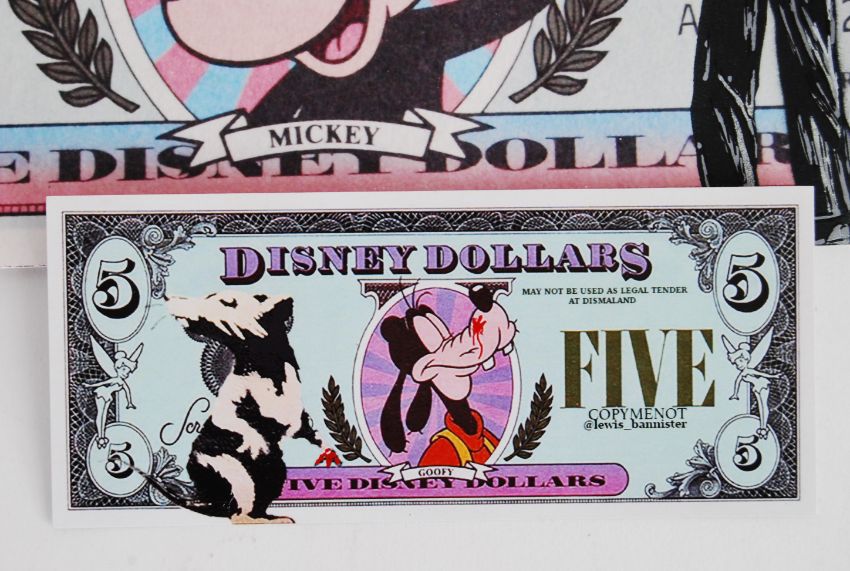 A
MICKEY
E DISNEY DOLLAR
5 5
DISNEY DOLLARS
MAY NOT BE USED AS LEGAL TENDER
AT DISMALAND
FIVE
COPYMENOT
@lewis_bannister
5 5
GOOFY
FIVE DISNEY DOLLARS